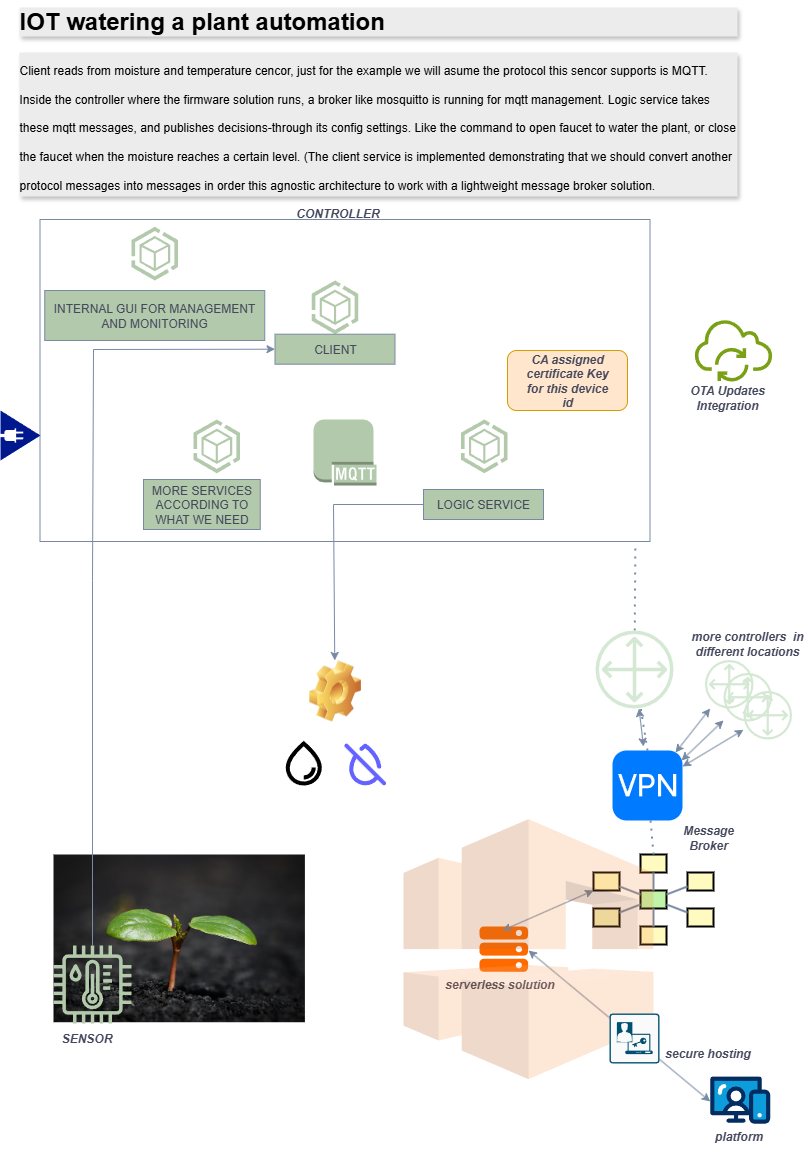 IOT watering a plant automation
Client reads from moisture and temperature cencor, just for the example we will asume the protocol this sencor supports is MQTT.
Inside the controller where the firmware solution runs, a broker like mosquitto is running for mqtt management. Logic service takes
these mqtt messages, and publishes decisions-through its config settings. Like the command to open faucet to water the plant, or close
the faucet when the moisture reaches a certain level. (The client service is implemented demonstrating that we should convert another
protocol messages into messages in order this agnostic architecture to work with a lightweight message broker solution.
CONTROLLER
INTERNAL GUI FOR MANAGEMENT
AND MONITORING
CLIENT
CA assigned
certificate Key
for this device
id
OTA Updates
Integration
MQTT
MORE SERVICES
ACCORDING TO
WHAT WE NEED
LOGIC SERVICE
more controllers in
different locations
VPN
Message
Broker
serverless solution
SENSOR
secure hosting
platform